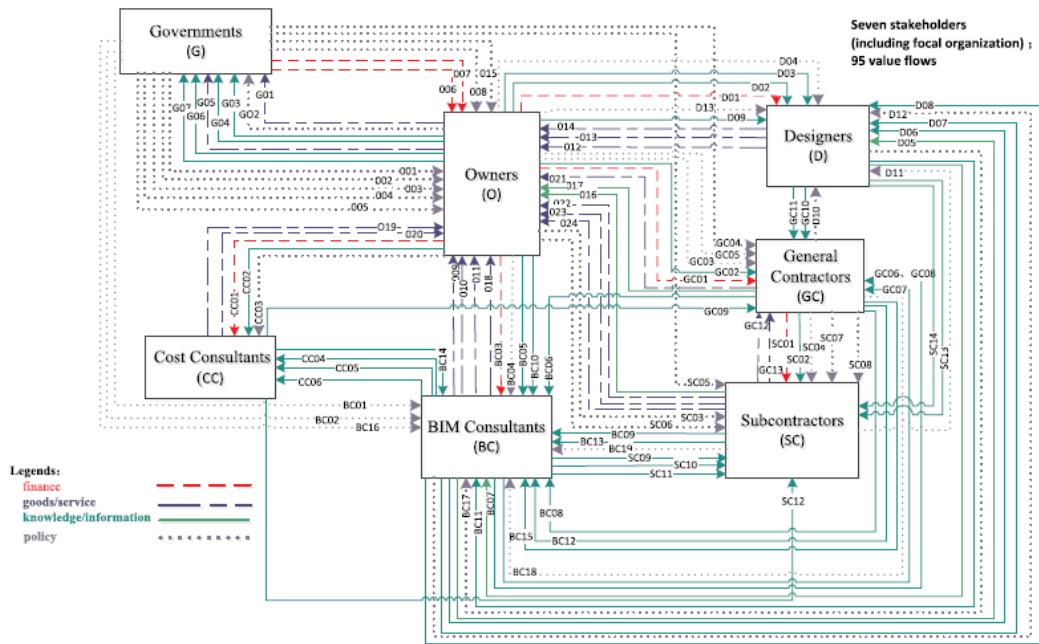 Governments
(G)
Seven stakeholders
(including focal organization) ；
95 value flows
O07
O15
O06
O08
D04
D03
D02
D01
D13
D09
D08
D12
D07
D06
D05
D11
Designers
(D)
G07
G06
G05
G04
G03
GO2
G01
O14
O13
O12
Owners
(O)
O01
O02
O03
O04
O05
O21
O17
O16
O22
O23
O24
GC11
GC10
D10
GC04
GC05
GC03
GC02
GC01
General
Contractors
(GC)
GC06
GC07
GC08
O19
O20
CC01
CC02
CC03
O09
O10
O11
O18
BC03
BC04
BC05
BC10
BC06
GC09
GC12
GC13
SC01
SC02
SC04
SC07
SC08
SC14
SC13
Cost Consultants
(CC)
CC04
CC05
CC06
BC14
BC01
BC02
BC16
BIM Consultants
(BC)
SC05
SC03
SC06
Subcontractors
(SC)
BC09
BC13
BC19
SC09
SC10
SC11
SC12
BC17
BC11
BC07
BC08
BC15
BC12
BC18
Legends:
finance
goods/service
knowledge/information
policy